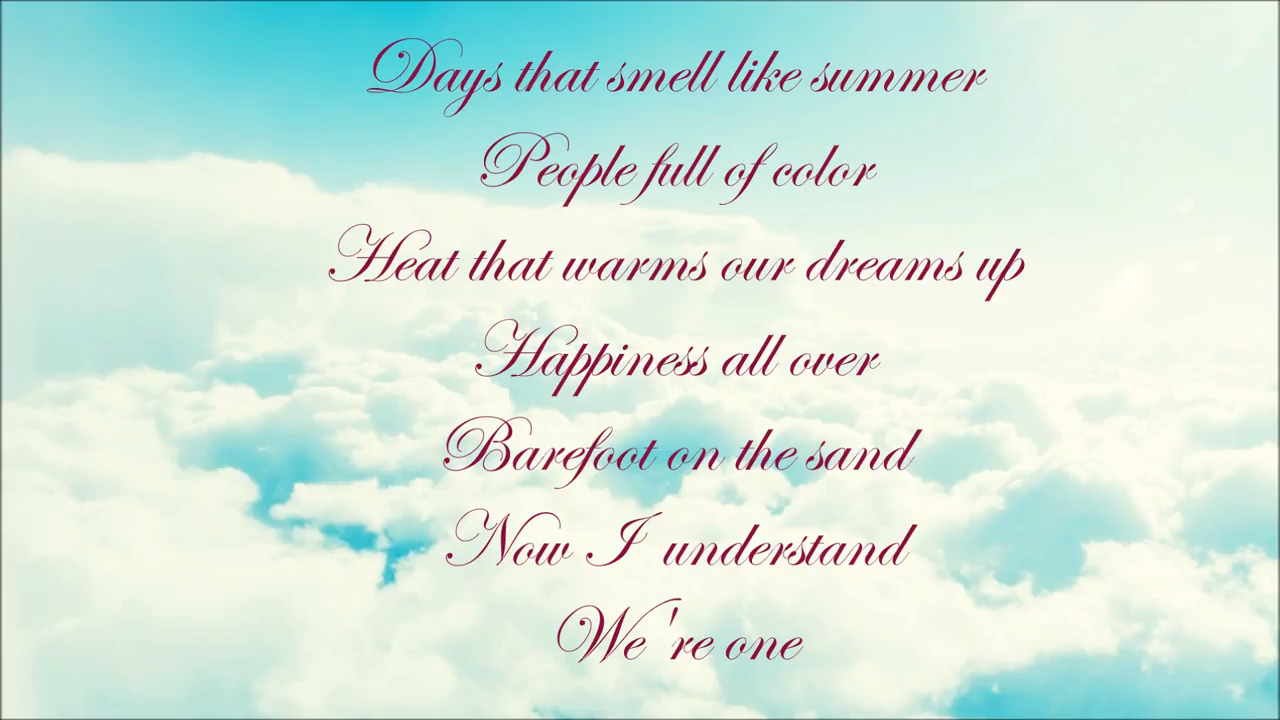 Days that smell like summer
People full of color
Heat that warms our dreams up
Happiness all over
Barefoot on the sand
Now I understand
We're one